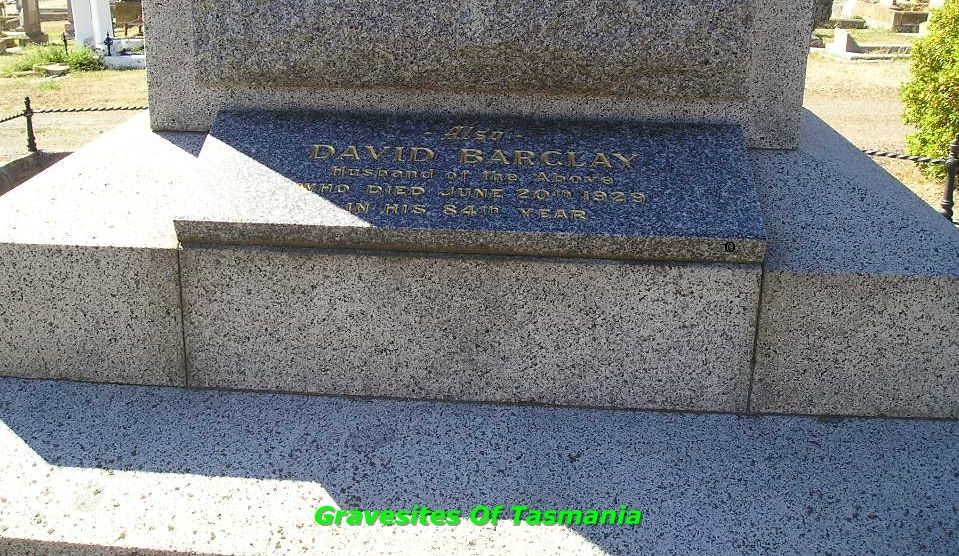 - Also -
DAVID BARCLAY
Husband of the Above
WHO DIED JUNE 20th 1929
IN HIS 84th YEAR
Gravesites Of Tasmania